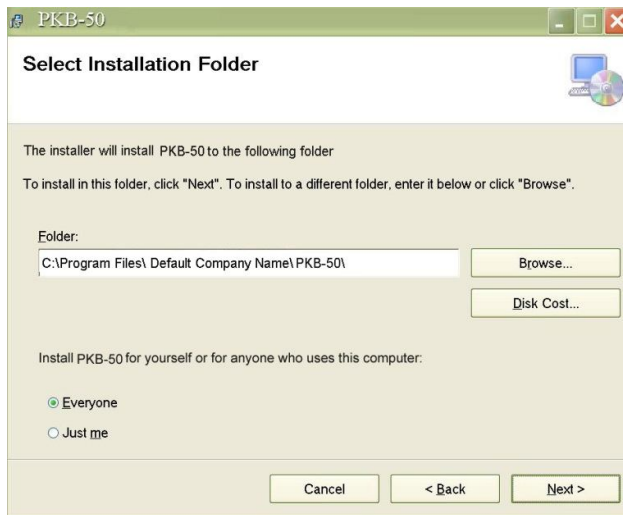 PKB-50
Select Installation Folder
The installer will install PKB-50 to the following folder
To install in this folder, click "Next". To install to a different folder, enter it below or click "Browse".
Folder:
C:\Program Files\ Default Company Name\PKB-50\
Browse...
Disk Cost...
Install PKB-50 for yourself or for anyone who uses this computer:
Everyone
Just me
Cancel
< Back
Next >